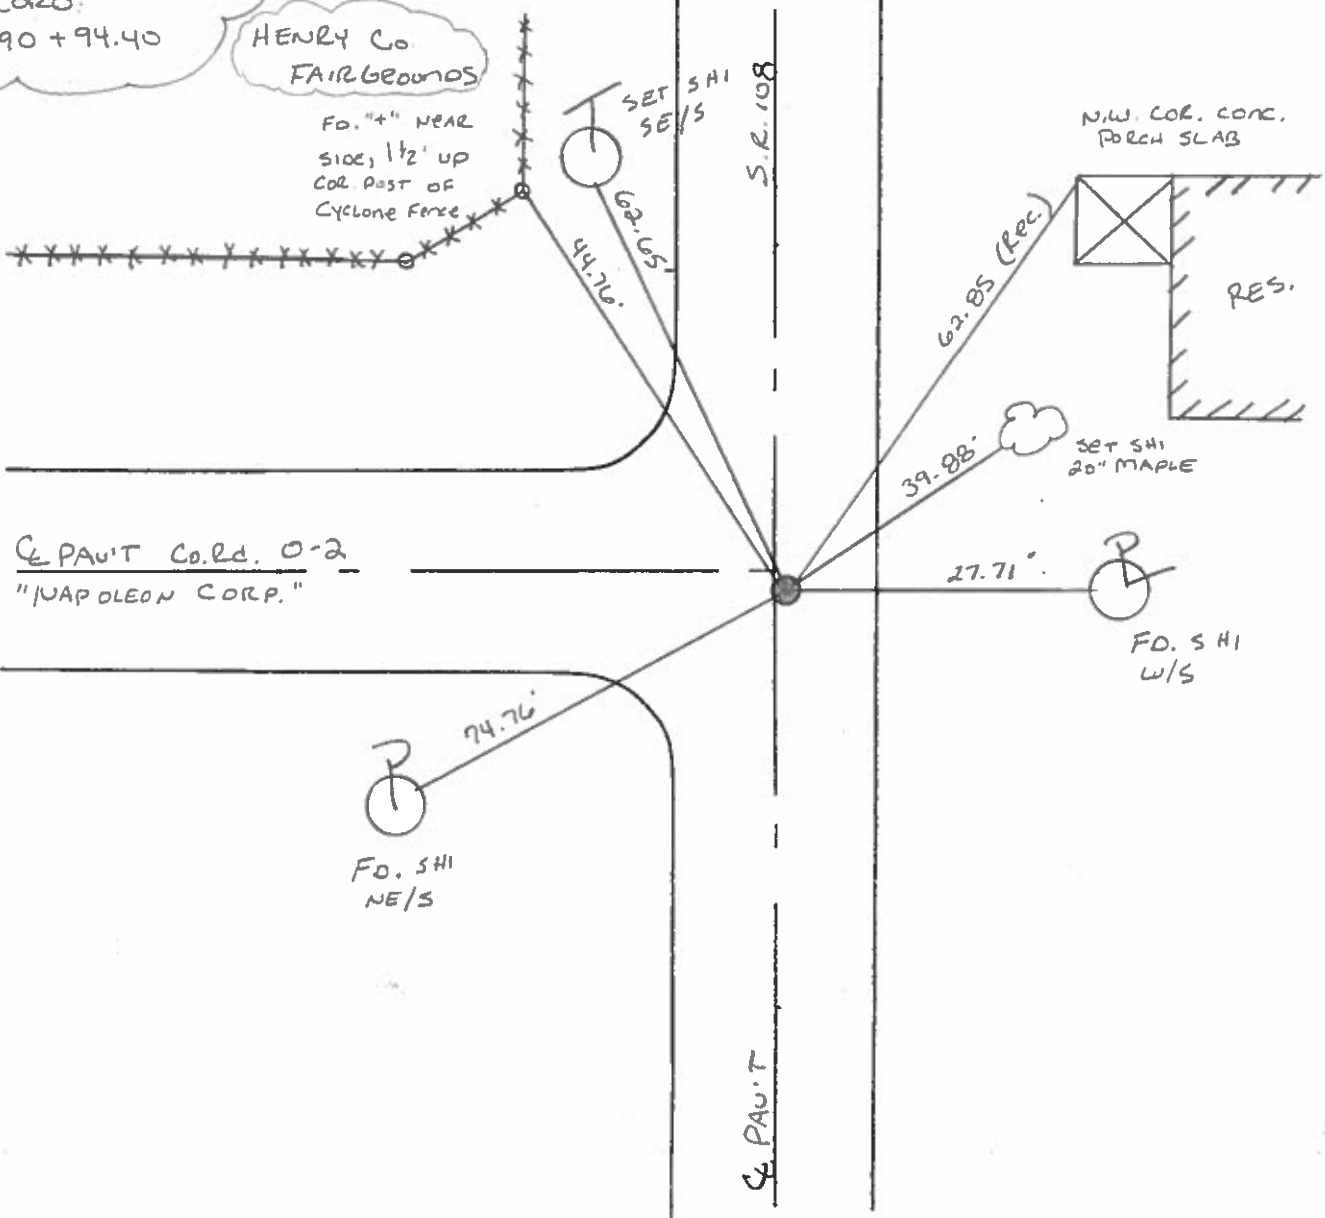 90 + 94.40
HENRY Co.
FAIRGROUNDS
FD. "+" NEAR
SIDE, 1 1/2' UP
COR. POST OF
Cyclone Fence
SET SHI
SE/S
S.R. 108
N.W. COR. CONC.
PORCH SLAB
RES.
62.65
44.76'
62.85 (Rec.)
39.88'
SET SHI
20" MAPLE
℄ PAV'T Co.Rd. O-2
"NAPOLEON CORP."
27.71'
FD. SHI
W/S
74.76'
FD. SHI
NE/S
℄ PAV'T